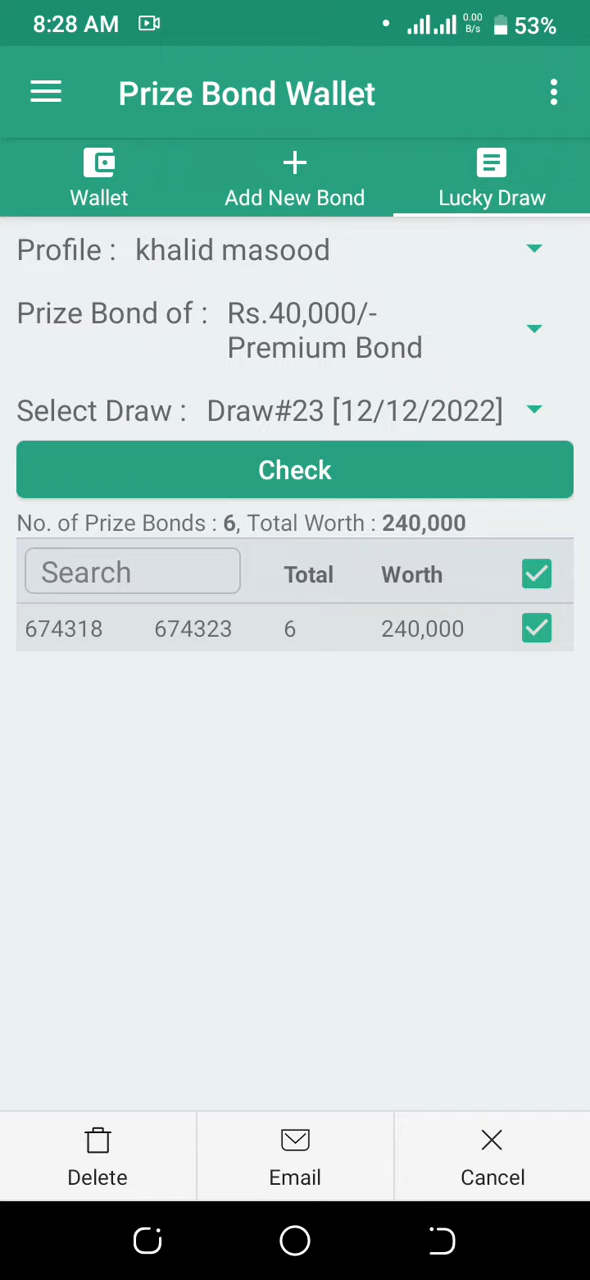 8:28 AM 0.00 B/s 53%
Prize Bond Wallet
Wallet Add New Bond Lucky Draw
Profile : khalid masood
Prize Bond of : Rs.40,000/-
Premium Bond
Select Draw : Draw#23 [12/12/2022]
Check
No. of Prize Bonds : 6, Total Worth : 240,000
Search Total Worth
674318 674323 6 240,000
Delete Email Cancel